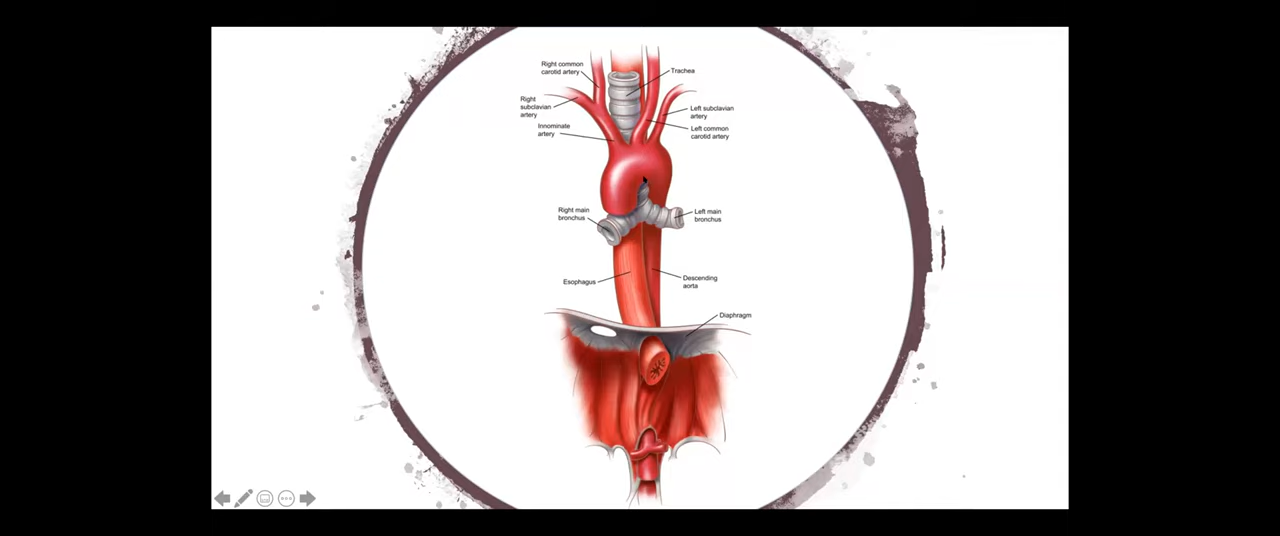 Right common
carotid artery
Trachea
Right
subclavian
artery
Left subclavian
artery
Innominate
artery
Left common
carotid artery
Right main
bronchus
Left main
bronchus
Esophagus
Descending
aorta
Diaphragm